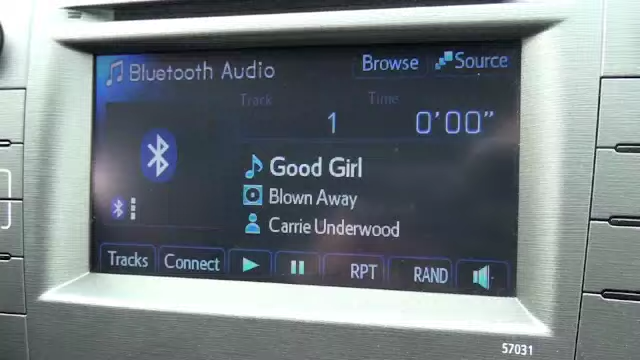 Bluetooth Audio
Browse
Source
Track
Time
1
0'00"
Good Girl
Blown Away
Carrie Underwood
Tracks
Connect
RPT
RAND
57031